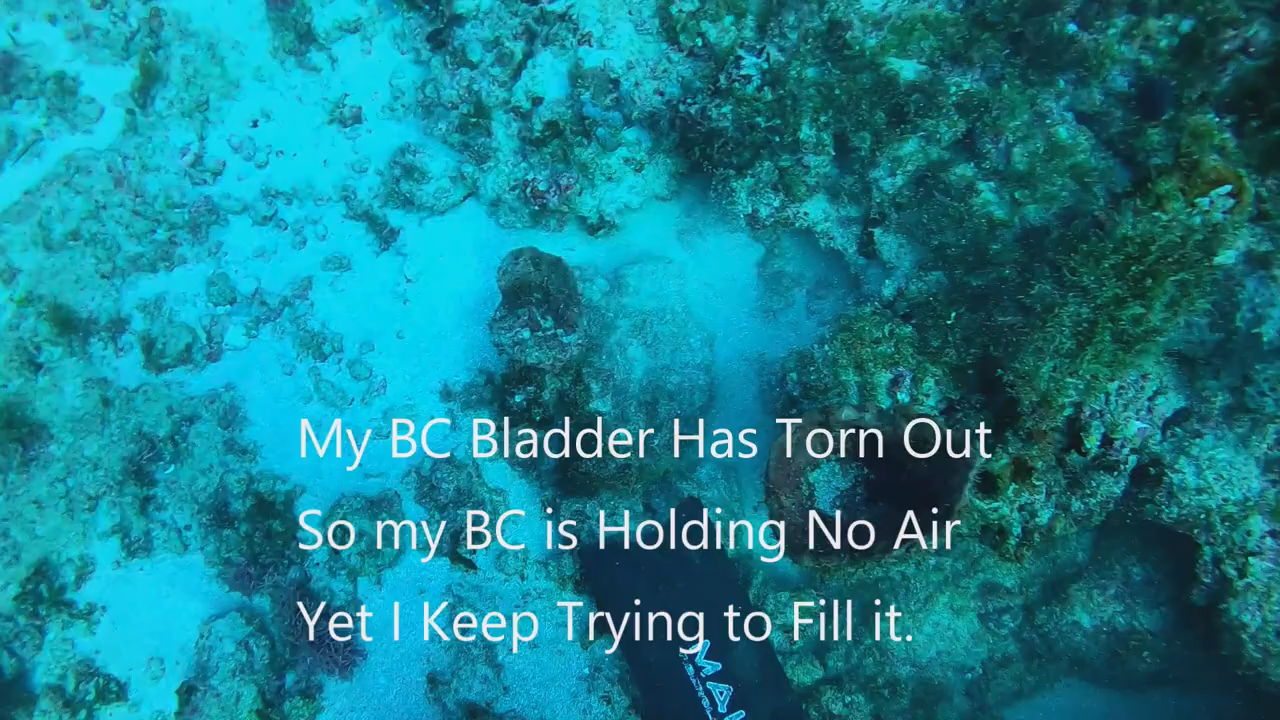 My BC Bladder Has Torn Out
So my BC is Holding No Air
Yet I Keep Trying to Fill it.